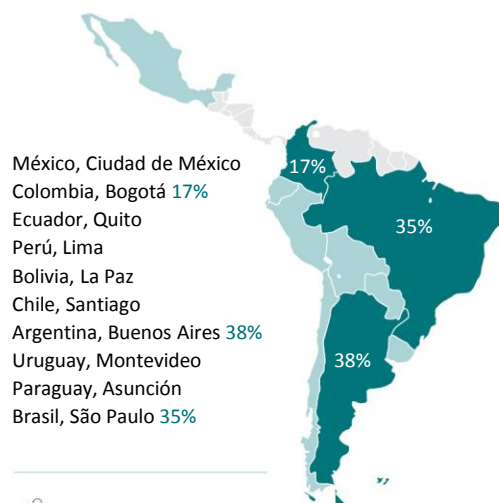 México, Ciudad de México
Colombia, Bogotá 17%
Ecuador, Quito
Perú, Lima
Bolivia, La Paz
Chile, Santiago
Argentina, Buenos Aires 38%
Uruguay, Montevideo
Paraguay, Asunción
Brasil, São Paulo 35%
17%
35%
38%